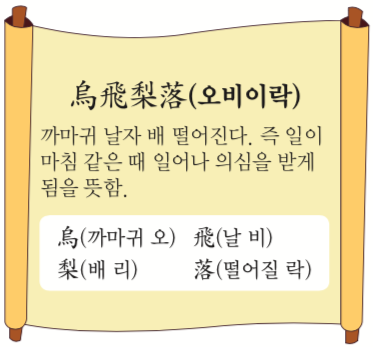 烏飛梨落(오비이락)
까마귀 날자 배 떨어진다. 즉 일이
마침 같은 때 일어나 의심을 받게
됨을 뜻함.
烏(까마귀 오) 飛(날 비)
梨(배 리) 落(떨어질 락)